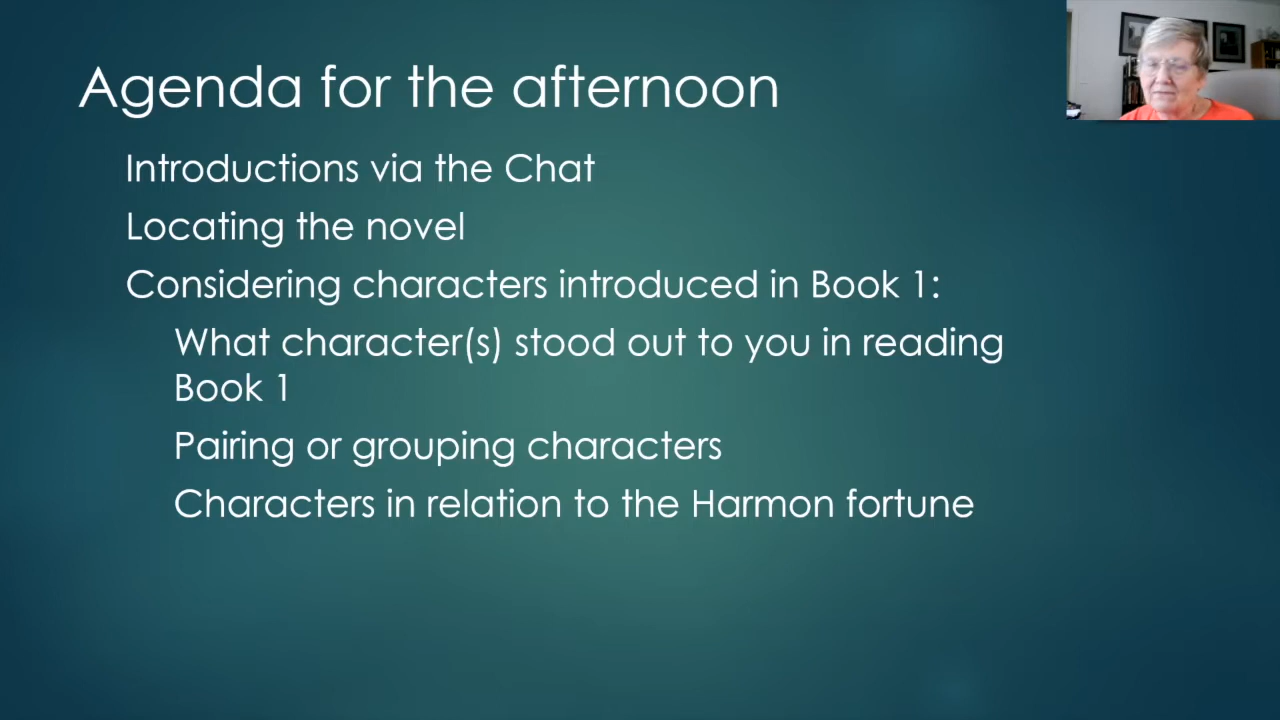 Agenda for the afternoon
Introductions via the Chat
Locating the novel
Considering characters introduced in Book 1:
What character(s) stood out to you in reading
Book 1
Pairing or grouping characters
Characters in relation to the Harmon fortune